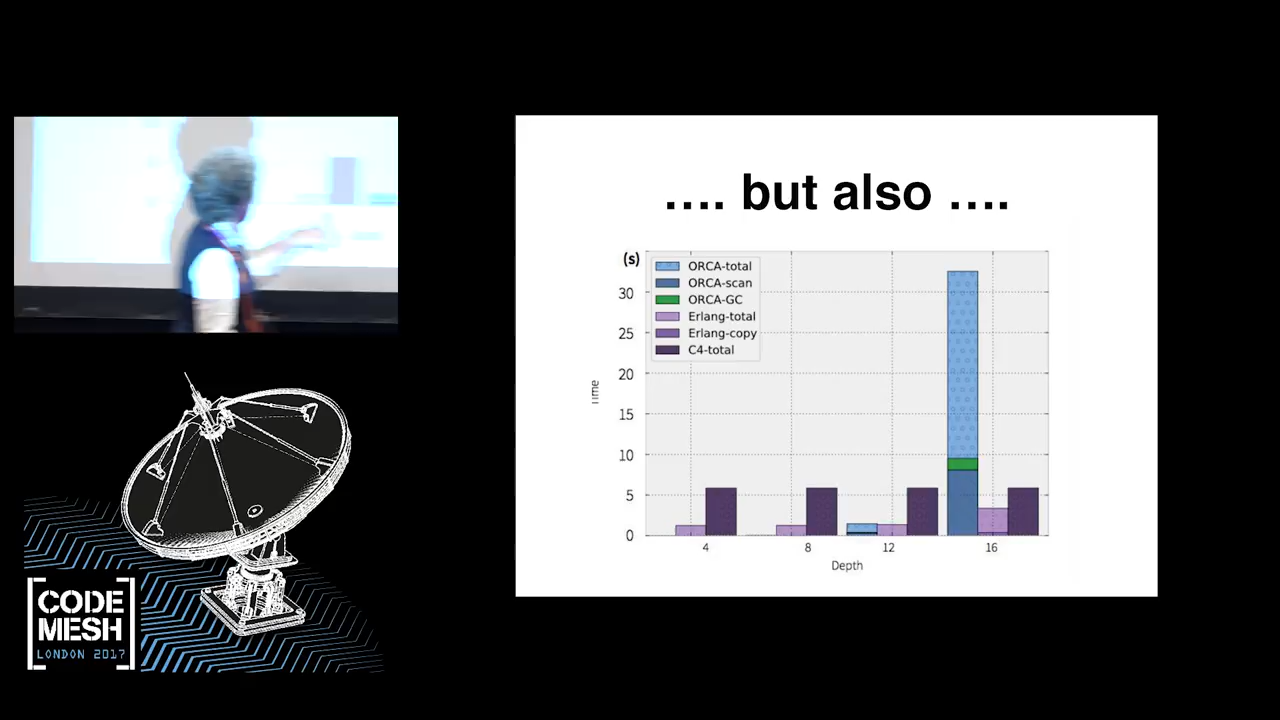 …. but also ….
(s)
ORCA-total
ORCA-scan
ORCA-GC
Erlang-total
Erlang-copy
C4-total
30
25
20
15
10
5
0
Time
4 8 12 16
Depth
[CODE
MESH]
LONDON 2017